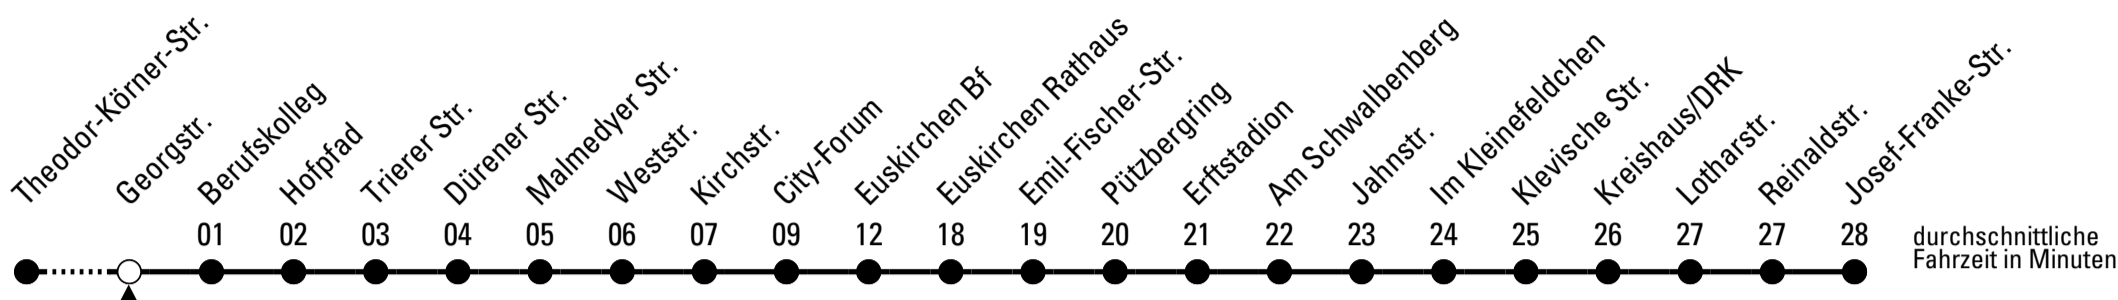 Theodor-Körner-Str.
Georgstr.
Berufskolleg
Hofpfad
Trierer Str.
Dürener Str.
Malmedyer Str.
Weststr.
Kirchstr.
City-Forum
Euskirchen Bf
Euskirchen Rathaus
Emil-Fischer-Str.
Pützbergring
Erftstadion
Am Schwalbenberg
Jahnstr.
Im Kleinefeldchen
Klevische Str.
Kreishaus/DRK
Lotharstr.
Reinaldstr.
Josef-Franke-Str.
01 02 03 04 05 06 07 09 12 18 19 20 21 22 23 24 25 26 27 27 28
durchschnittliche
Fahrzeit in Minuten